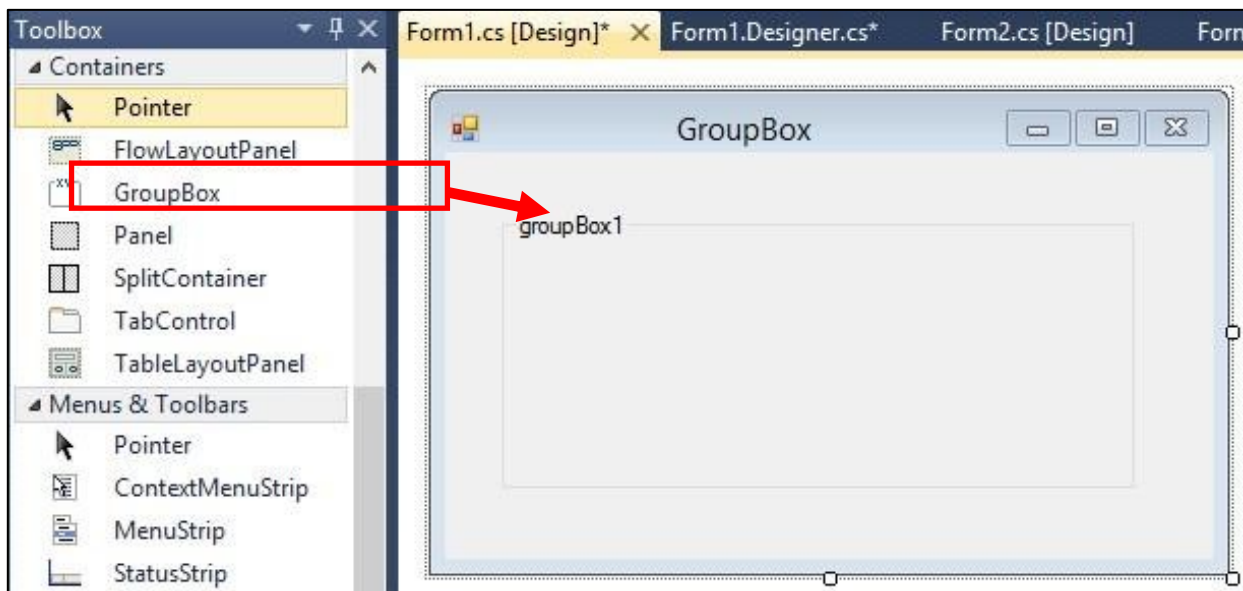 Toolbox
Form1.cs [Design]* Form1.Designer.cs* Form2.cs [Design] Form
Containers
Pointer
FlowLayoutPanel
GroupBox
Panel
SplitContainer
TabControl
TableLayoutPanel
Menus & Toolbars
Pointer
ContextMenuStrip
MenuStrip
StatusStrip
GroupBox
groupBox1